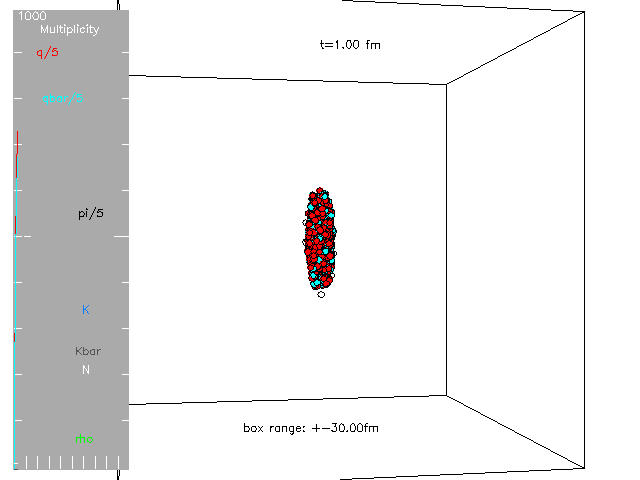 1000
Multiplicity
q/5
qbar/5
t=1.00 fm
pi/5
K
Kbar
N
box range: +-30.00fm
rho